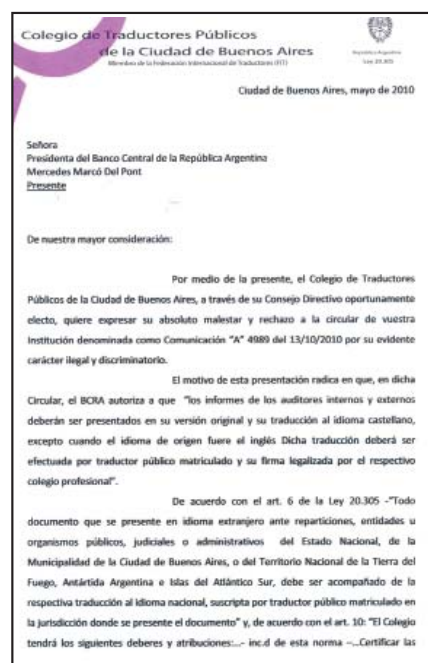 Colegio de Traductores Públicos
de la Ciudad de Buenos Aires
Miembro de la Federación Internacional de Traductores (FIT)
República Argentina
Ley 20.305
Ciudad de Buenos Aires, mayo de 2010
Señora
Presidenta del Banco Central de la República Argentina
Mercedes Marcó Del Pont
Presente
De nuestra mayor consideración:
Por medio de la presente, el Colegio de Traductores
Públicos de la Ciudad de Buenos Aires, a través de su Consejo Directivo oportunamente
electo, quiere expresar su absoluto malestar y rechazo a la circular de vuestra
Institución denominada como Comunicación "A" 4989 del 13/10/2010 por su evidente
carácter ilegal y discriminatorio.
El motivo de esta presentación radica en que, en dicha
Circular, el BCRA autoriza a que "los informes de los auditores internos y externos
deberán ser presentados en su versión original y su traducción al idioma castellano,
excepto cuando el idioma de origen fuere el inglés Dicha traducción deberá ser
efectuada por traductor público matriculado y su firma legalizada por el respectivo
colegio profesional".
De acuerdo con el art. 6 de la Ley 20.305 -"Todo
documento que se presente en idioma extranjero ante reparticiones, entidades u
organismos públicos, judiciales o administrativos del Estado Nacional, de la
Municipalidad de la Ciudad de Buenos Aires, o del Territorio Nacional de la Tierra del
Fuego, Antártida Argentina e Islas del Atlántico Sur, debe ser acompañado de la
respectiva traducción al idioma nacional, suscripta por traductor público matriculado en
la jurisdicción donde se presente el documento" y, de acuerdo con el art. 10: "El Colegio
tendrá los siguientes deberes y atribuciones:...- inc.d de esta norma –...Certificar las